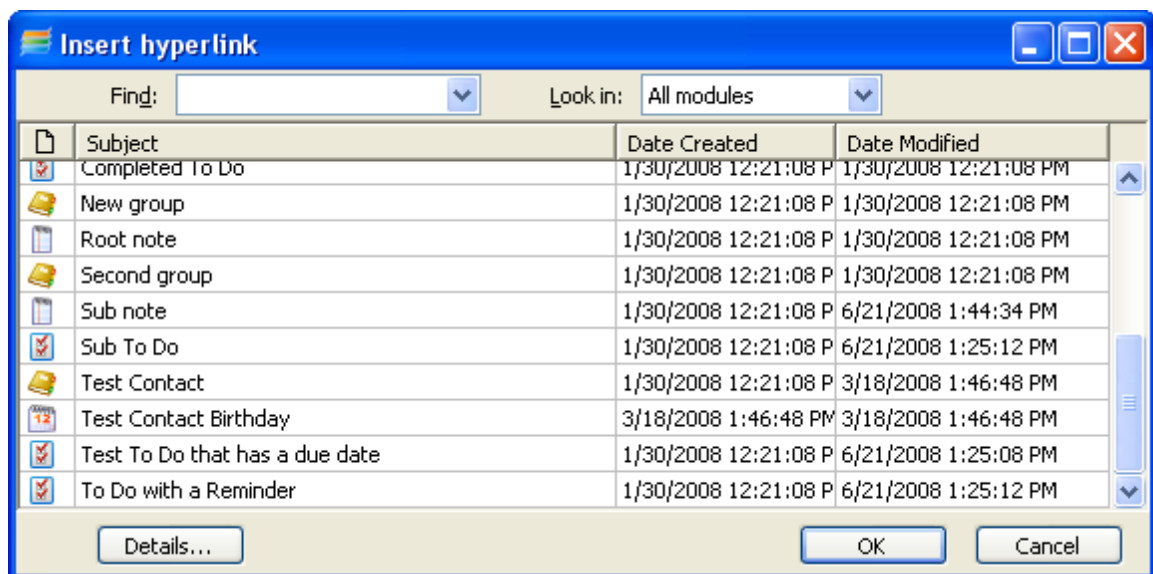 Insert hyperlink
Find: Look in: All modules
Subject Date Created Date Modified
Completed To Do 1/30/2008 12:21:08 P 1/30/2008 12:21:08 PM
New group 1/30/2008 12:21:08 P 1/30/2008 12:21:08 PM
Root note 1/30/2008 12:21:08 P 1/30/2008 12:21:08 PM
Second group 1/30/2008 12:21:08 P 1/30/2008 12:21:08 PM
Sub note 1/30/2008 12:21:08 P 6/21/2008 1:44:34 PM
Sub To Do 1/30/2008 12:21:08 P 6/21/2008 1:25:12 PM
Test Contact 1/30/2008 12:21:08 P 3/18/2008 1:46:48 PM
12 Test Contact Birthday 3/18/2008 1:46:48 PM 3/18/2008 1:46:48 PM
Test To Do that has a due date 1/30/2008 12:21:08 P 6/21/2008 1:25:08 PM
To Do with a Reminder 1/30/2008 12:21:08 P 6/21/2008 1:25:12 PM
Details... OK Cancel